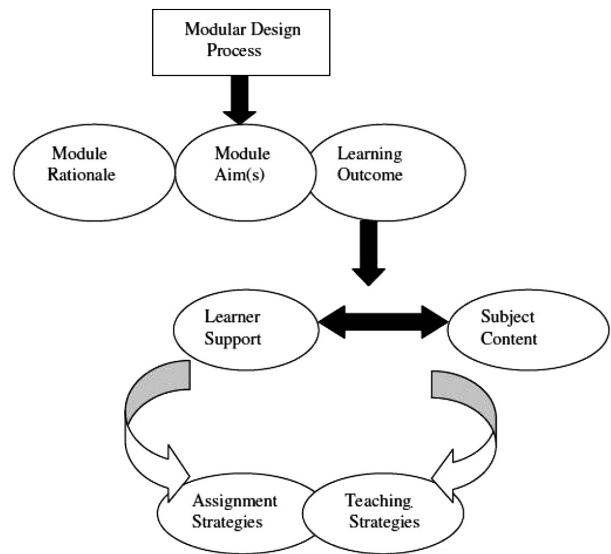 Modular Design
Process
Module
Rationale
Module
Aim(s)
Learning
Outcome
Learner
Support
Subject
Content
Assignment
Strategies
Teaching
Strategies